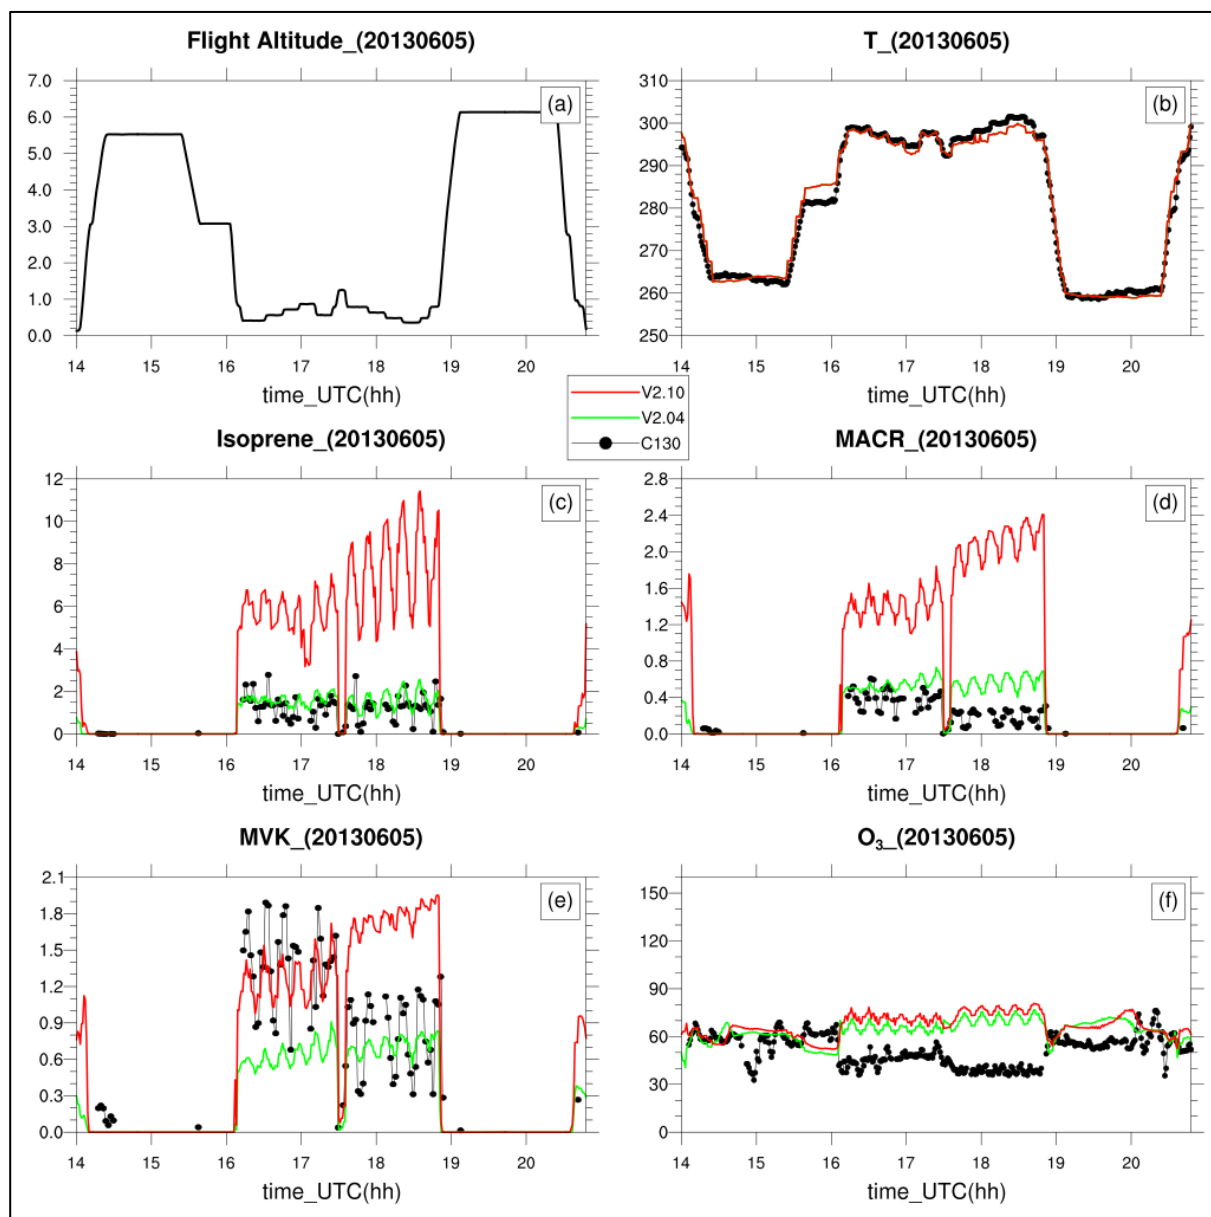 Flight Altitude_(20130605)
T_(20130605)
7.0
6.0
5.0
4.0
3.0
2.0
1.0
0.0
(a)
14 15 16 17 18 19 20
time_UTC(hh)
310
300
290
280
270
260
250
(b)
14 15 16 17 18 19 20
time_UTC(hh)
V2.10
V2.04
C130
Isoprene_(20130605)
MACR_(20130605)
12
10
8
6
4
2
0
(c)
14 15 16 17 18 19 20
time_UTC(hh)
2.8
2.4
2.0
1.6
1.2
0.8
0.4
0.0
(d)
14 15 16 17 18 19 20
time_UTC(hh)
MVK_(20130605)
O₃_(20130605)
2.1
1.8
1.5
1.2
0.9
0.6
0.3
0.0
(e)
14 15 16 17 18 19 20
time_UTC(hh)
150
120
90
60
30
0
(f)
14 15 16 17 18 19 20
time_UTC(hh)